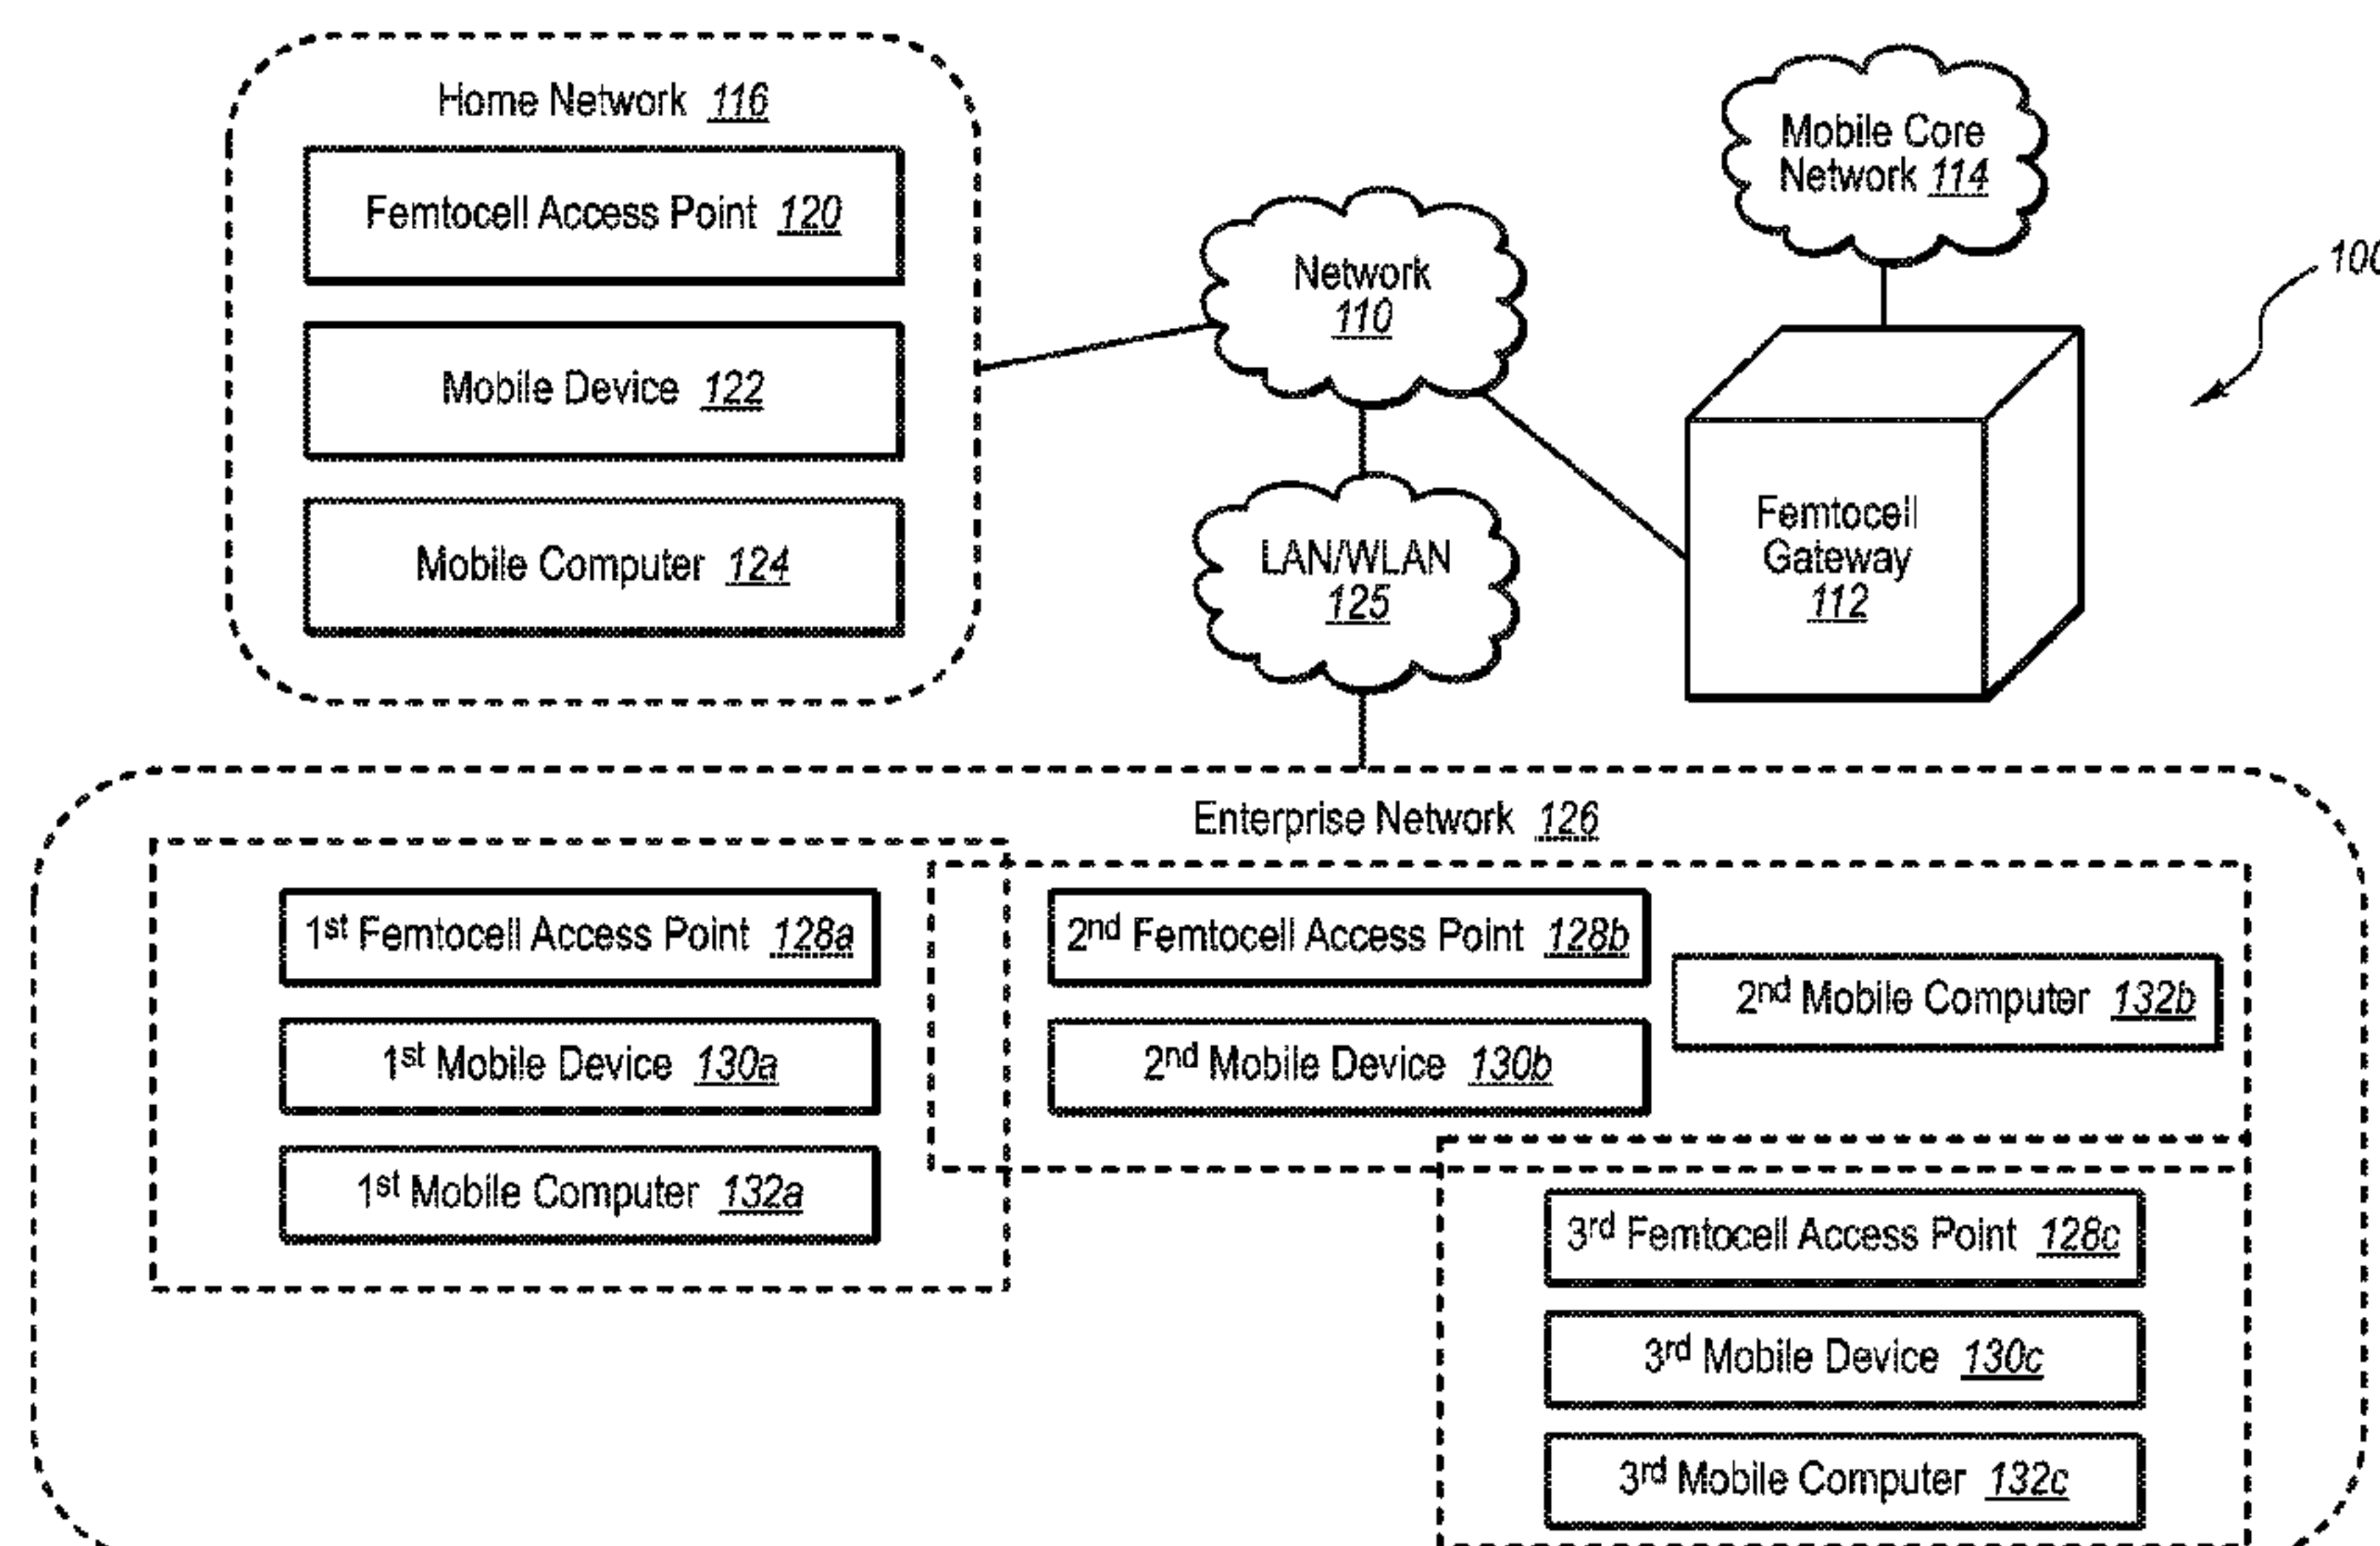 Home Network 116
Femtocell Access Point 120
Mobile Device 122
Mobile Computer 124
Network
110
Mobile Core
Network 114
100
LAN/WLAN
125
Femtocell
Gateway
112
Enterprise Network 126
1st Femtocell Access Point 128a
1st Mobile Device 130a
1st Mobile Computer 132a
2nd Femtocell Access Point 128b
2nd Mobile Device 130b
2nd Mobile Computer 132b
3rd Femtocell Access Point 128c
3rd Mobile Device 130c
3rd Mobile Computer 132c